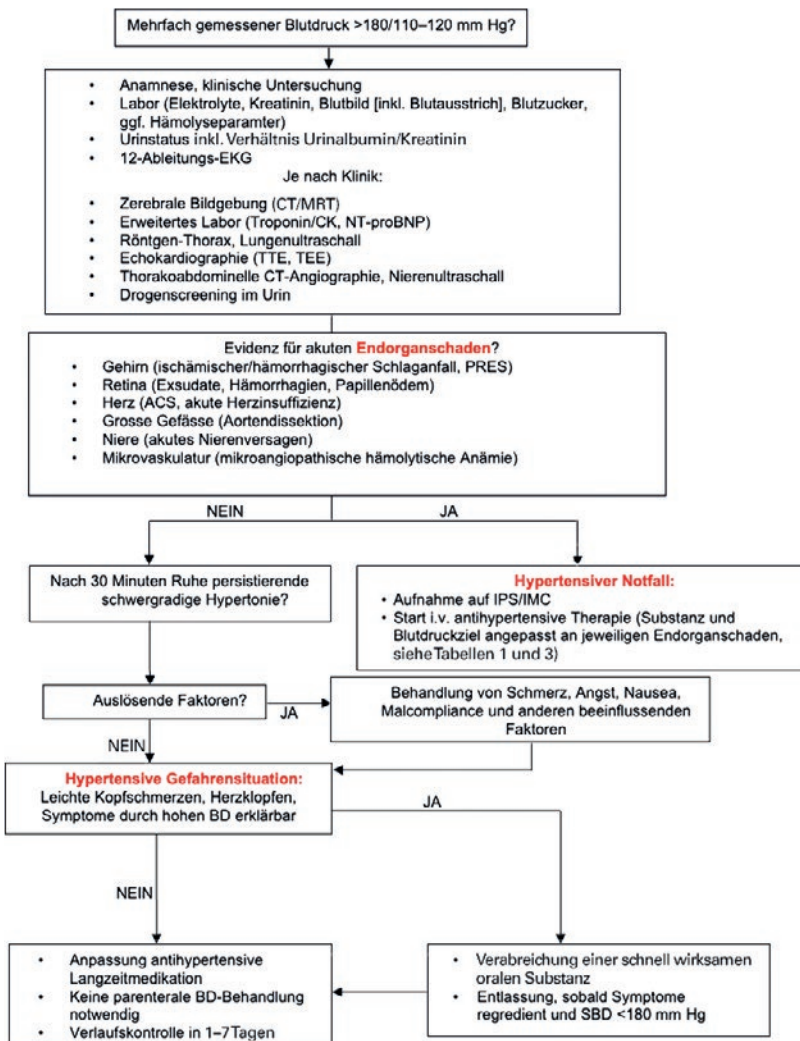 Mehrfach gemessener Blutdruck >180/110–120 mm Hg?
• Anamnese, klinische Untersuchung
• Labor (Elektrolyte, Kreatinin, Blutbild [inkl. Blutausstrich], Blutzucker,
ggf. Hämolyseparamter)
• Urinstatus inkl. Verhältnis Urinalbumin/Kreatinin
• 12-Ableitungs-EKG
Je nach Klinik:
• Zerebrale Bildgebung (CT/MRT)
• Erweitertes Labor (Troponin/CK, NT-proBNP)
• Röntgen-Thorax, Lungenultraschall
• Echokardiographie (TTE, TEE)
• Thorakoabdominelle CT-Angiographie, Nierenultraschall
• Drogenscreening im Urin
Evidenz für akuten Endorganschaden?
• Gehirn (ischämischer/hämorrhagischer Schlaganfall, PRES)
• Retina (Exsudate, Hämorrhagien, Papillenödem)
• Herz (ACS, akute Herzinsuffizienz)
• Grosse Gefässe (Aortendissektion)
• Niere (akutes Nierenversagen)
• Mikrovaskulatur (mikroangiopathische hämolytische Anämie)
NEIN
JA
Nach 30 Minuten Ruhe persistierende
schwergradige Hypertonie?
Hypertensiver Notfall:
• Aufnahme auf IPS/IMC
• Start i.v. antihypertensive Therapie (Substanz und
Blutdruckziel angepasst an jeweiligen Endorganschaden,
siehe Tabellen 1 und 3)
Auslösende Faktoren?
JA
Behandlung von Schmerz, Angst, Nausea,
Malcompliance und anderen beeinflussenden
Faktoren
NEIN
Hypertensive Gefahrensituation:
Leichte Kopfschmerzen, Herzklopfen,
Symptome durch hohen BD erklärbar
JA
NEIN
• Anpassung antihypertensive
Langzeitmedikation
• Keine parenterale BD-Behandlung
notwendig
• Verlaufskontrolle in 1–7 Tagen
• Verabreichung einer schnell wirksamen
oralen Substanz
• Entlassung, sobald Symptome
regredient und SBD <180 mm Hg